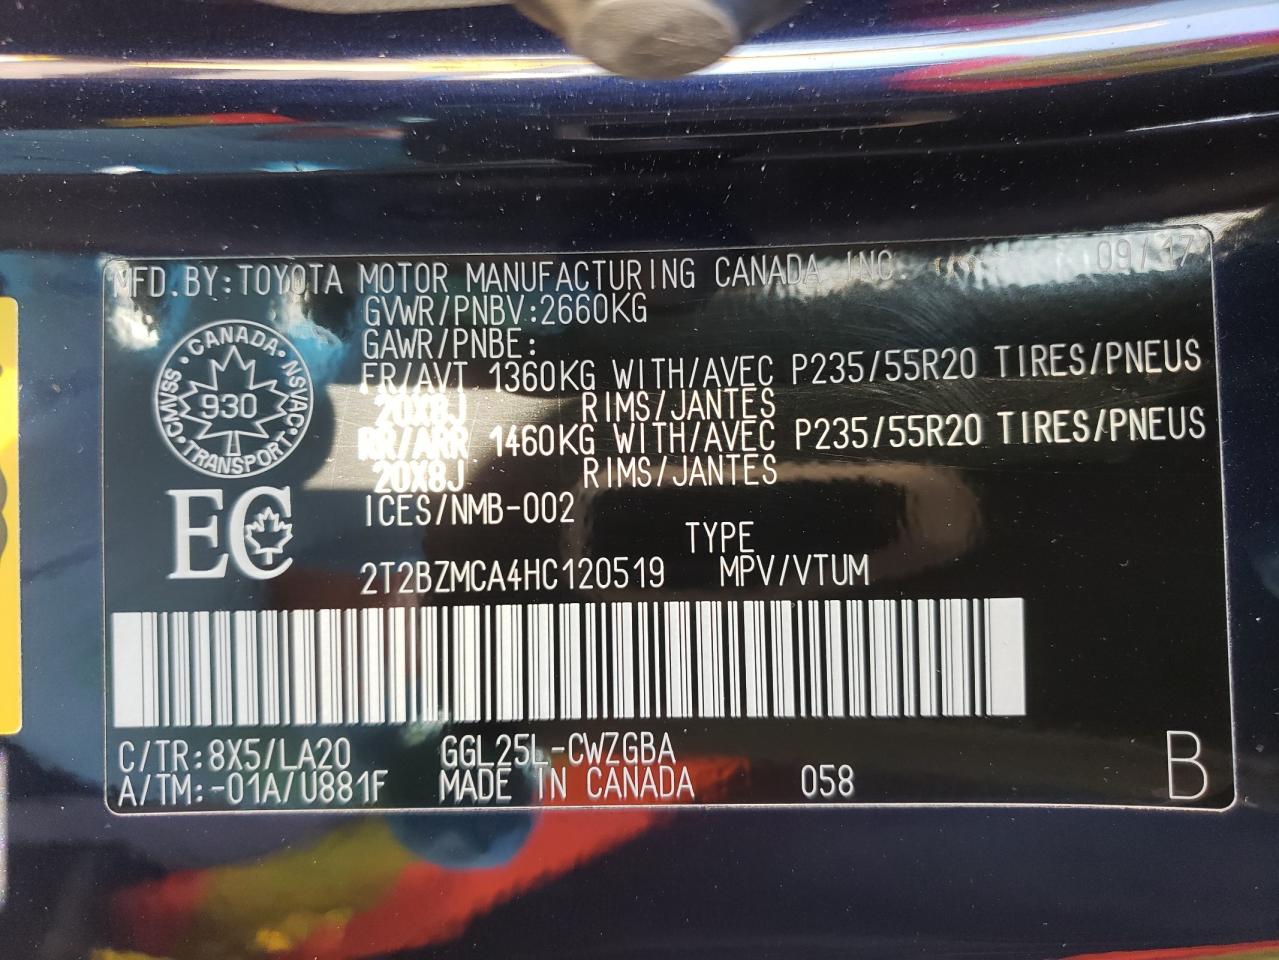 MFD.BY:TOYOTA MOTOR MANUFACTURING CANADA INC. 09/17
GVWR/PNBV:2660KG
GAWR/PNBE:
FR/AVT 1360KG WITH/AVEC P235/55R20 TIRES/PNEUS
20X8J RIMS/JANTES
RR/ARR 1460KG WITH/AVEC P235/55R20 TIRES/PNEUS
20X8J RIMS/JANTES
ICES/NMB-002
CANADA
CMVSS 930 NSVAC
TRANSPORT
EC
TYPE
2T2BZMCA4HC120519 MPV/VTUM
C/TR:8X5/LA20 GGL25L-CWZGBA
A/TM:-01A/U881F MADE IN CANADA 058 B